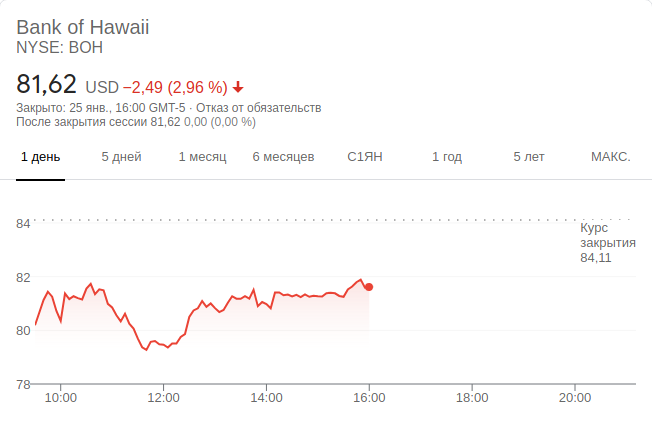 Bank of Hawaii
NYSE: BOH
81,62 USD −2,49 (2,96 %)
Закрыто: 25 янв., 16:00 GMT-5 · Отказ от обязательств
После закрытия сессии 81,62 0,00 (0,00 %)
1 день 5 дней 1 месяц 6 месяцев С1ЯН 1 год 5 лет МАКС.
84
Курс
закрытия
84,11
82
80
78
10:00 12:00 14:00 16:00 18:00 20:00